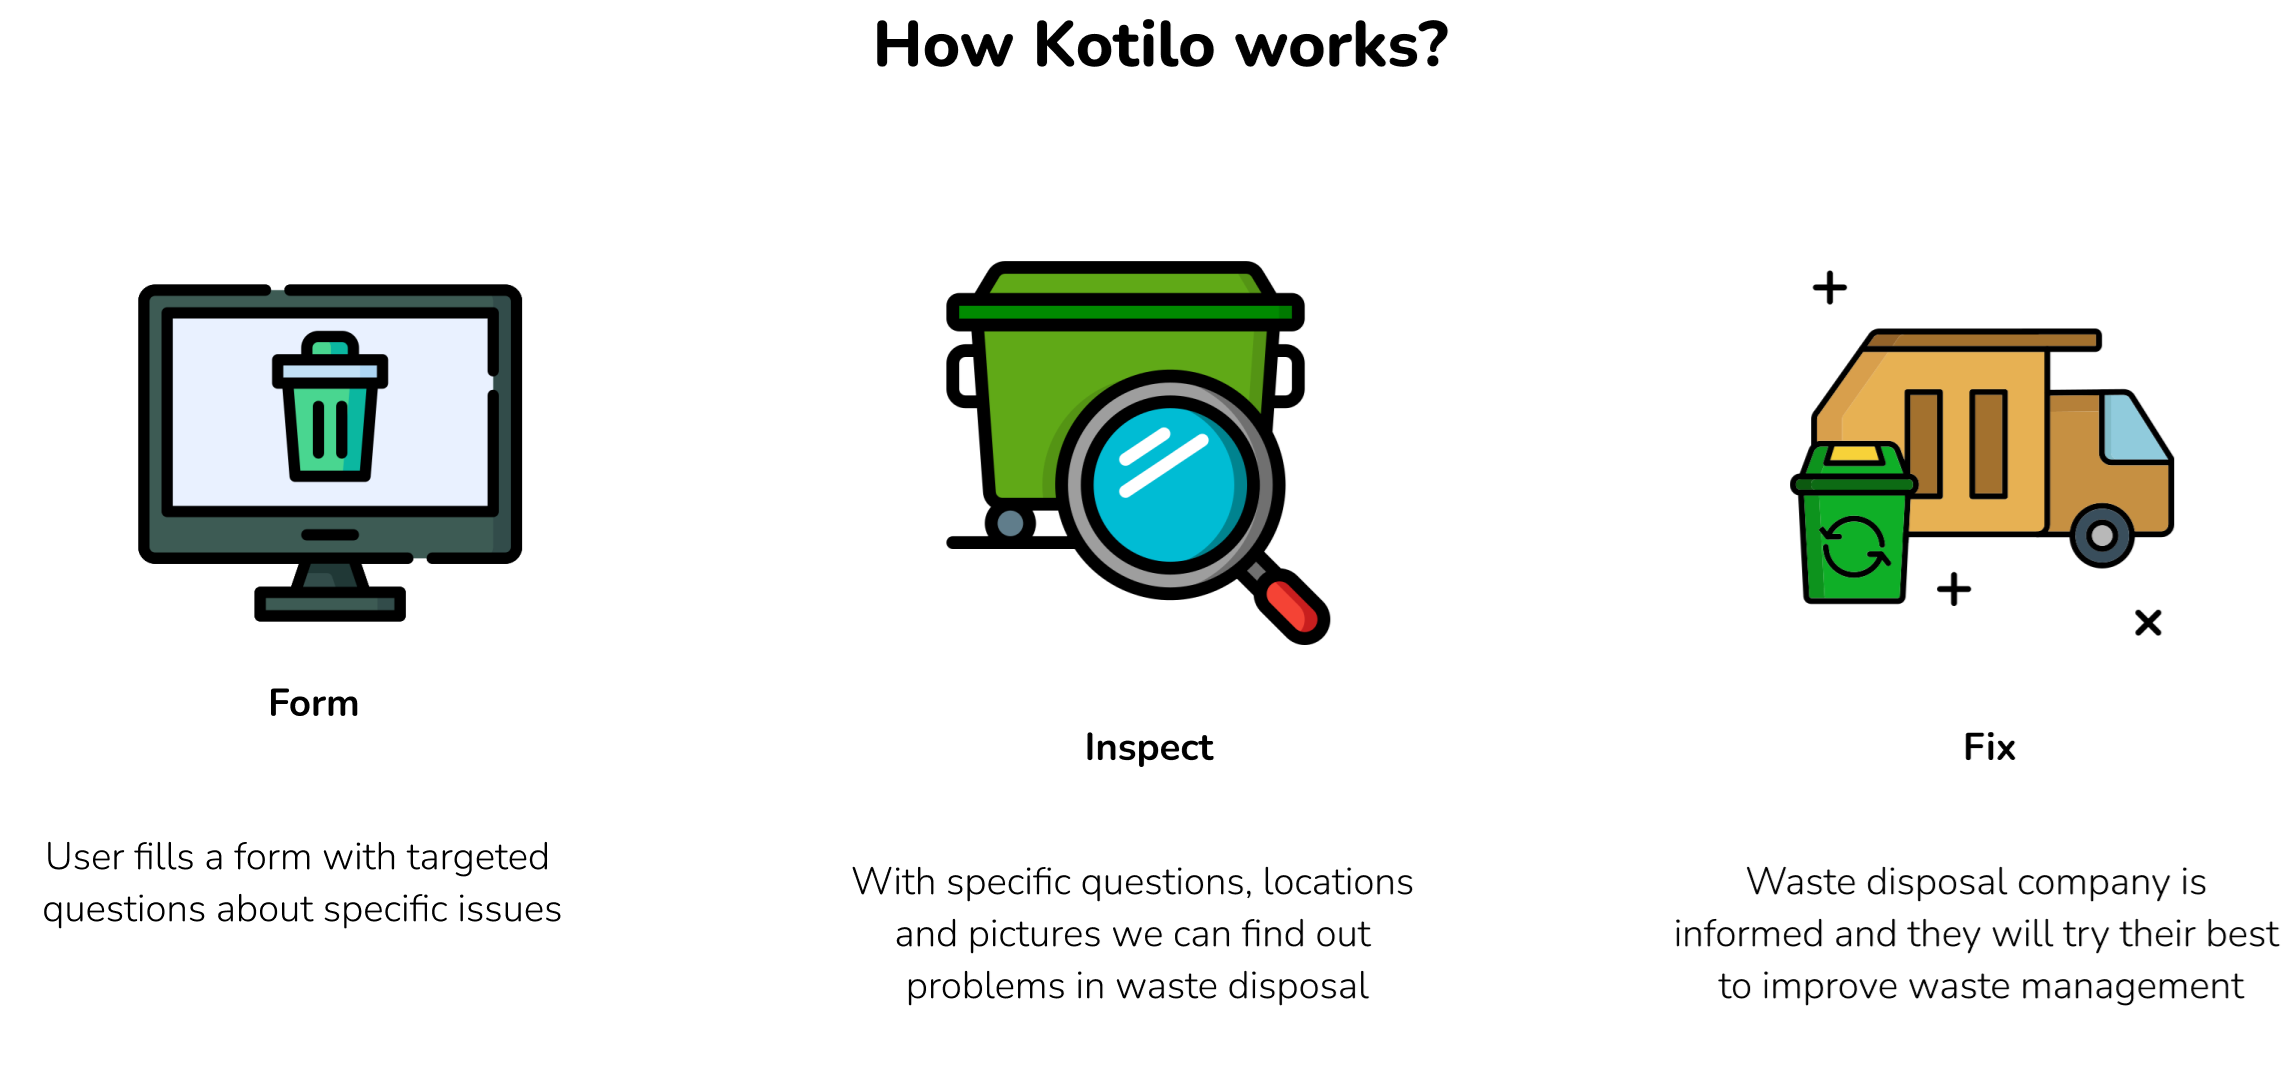 How Kotilo works?
Form
User fills a form with targeted
questions about specific issues
Inspect
With specific questions, locations
and pictures we can find out
problems in waste disposal
Fix
Waste disposal company is
informed and they will try their best
to improve waste management